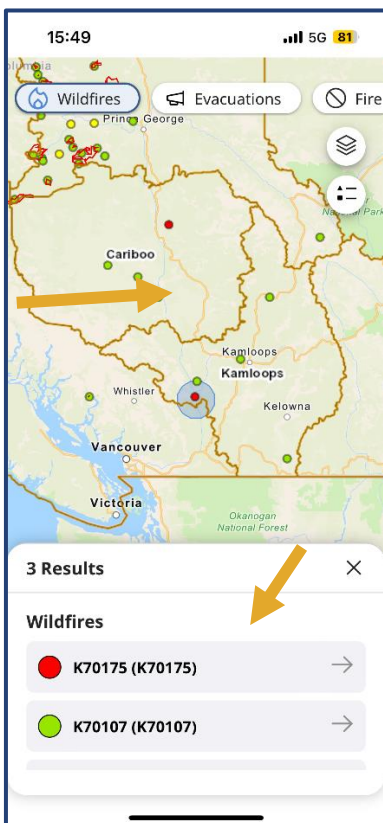 15:49
5G 81
Wildfires
Evacuations
Fire
Prince George
Cariboo
Kamloops
Kamloops
Whistler
Kelowna
Vancouver
Victoria
Okanogan
National Forest
3 Results
Wildfires
K70175 (K70175)
K70107 (K70107)